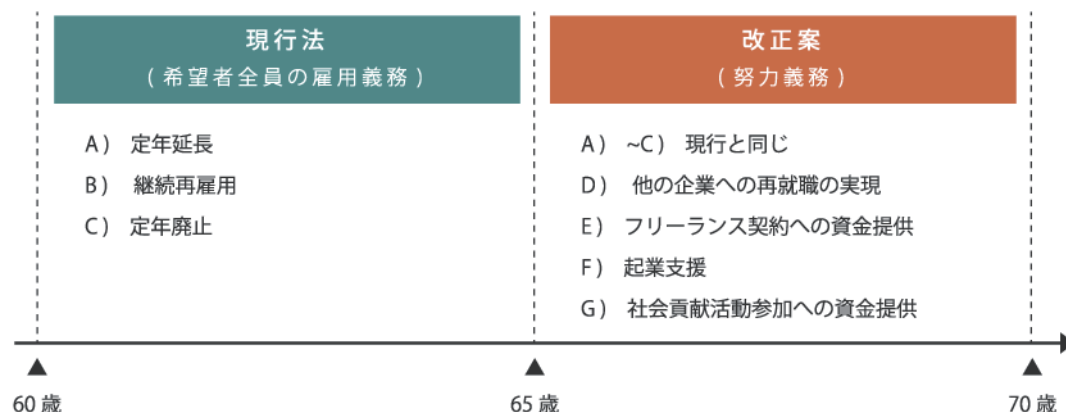 現行法
(希望者全員の雇用義務)
A) 定年延長
B) 継続再雇用
C) 定年廃止
改正案
(努力義務)
A) ~C) 現行と同じ
D) 他の企業への再就職の実現
E) フリーランス契約への資金提供
F) 起業支援
G) 社会貢献活動参加への資金提供
60歳
65歳
70歳